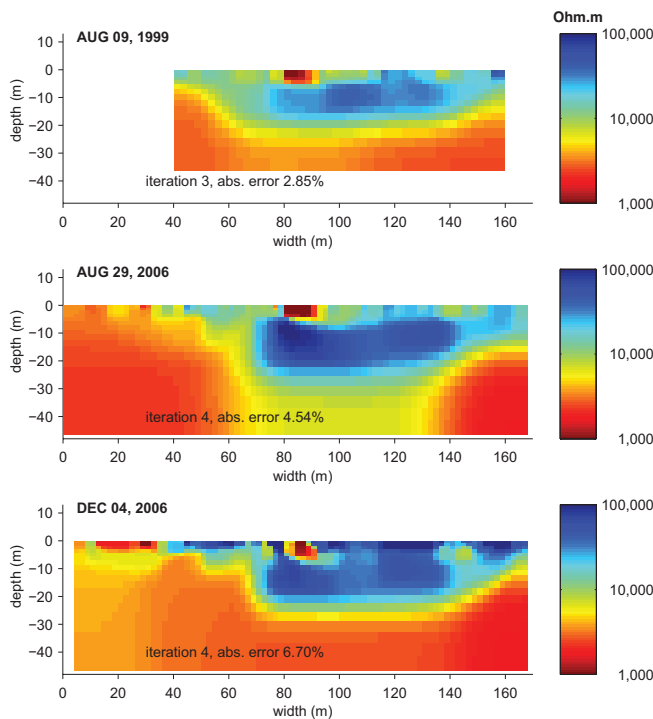 Ohm.m
AUG 09, 1999
10
0
−10
−20
−30
−40
depth (m)
iteration 3, abs. error 2.85%
0 20 40 60 80 100 120 140 160
width (m)
100,000
10,000
1,000
AUG 29, 2006
10
0
−10
−20
−30
−40
depth (m)
iteration 4, abs. error 4.54%
0 20 40 60 80 100 120 140 160
width (m)
100,000
10,000
1,000
DEC 04, 2006
10
0
−10
−20
−30
−40
depth (m)
iteration 4, abs. error 6.70%
0 20 40 60 80 100 120 140 160
width (m)
100,000
10,000
1,000